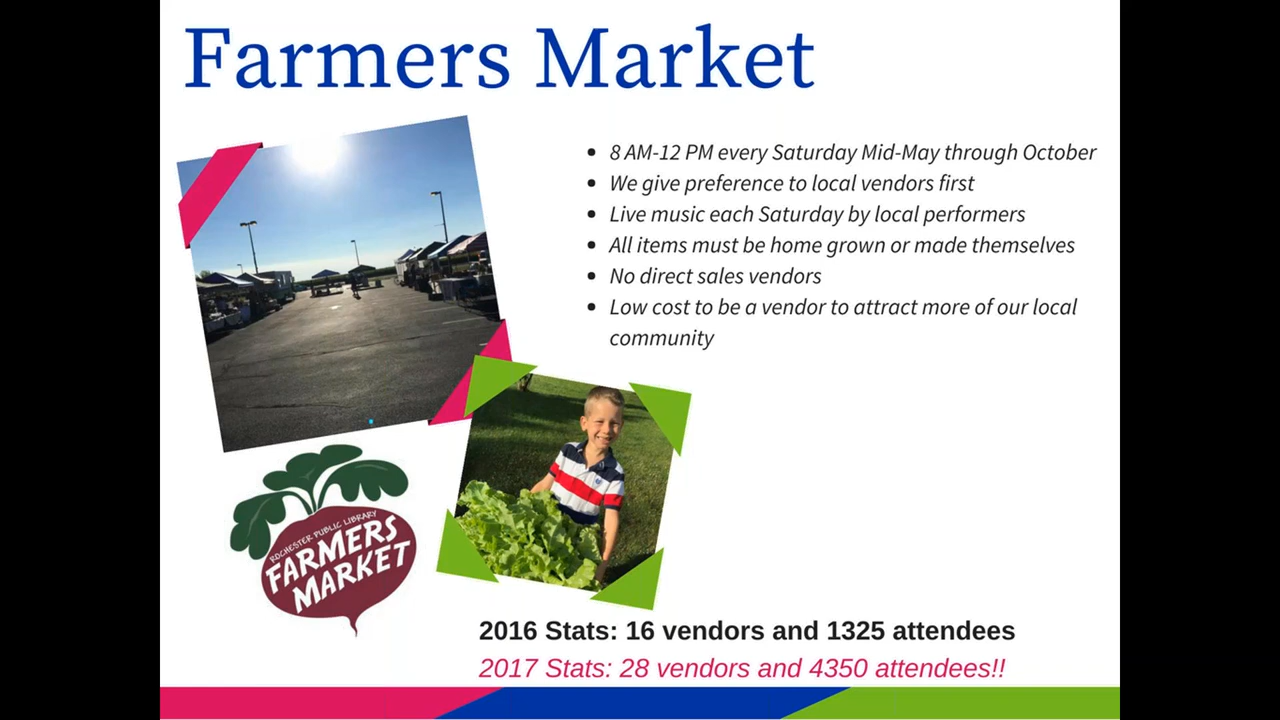 Farmers Market
• 8 AM-12 PM every Saturday Mid-May through October
• We give preference to local vendors first
• Live music each Saturday by local performers
• All items must be home grown or made themselves
• No direct sales vendors
• Low cost to be a vendor to attract more of our local
community
ROCHESTER PUBLIC LIBRARY
FARMERS
MARKET
2016 Stats: 16 vendors and 1325 attendees
2017 Stats: 28 vendors and 4350 attendees!!